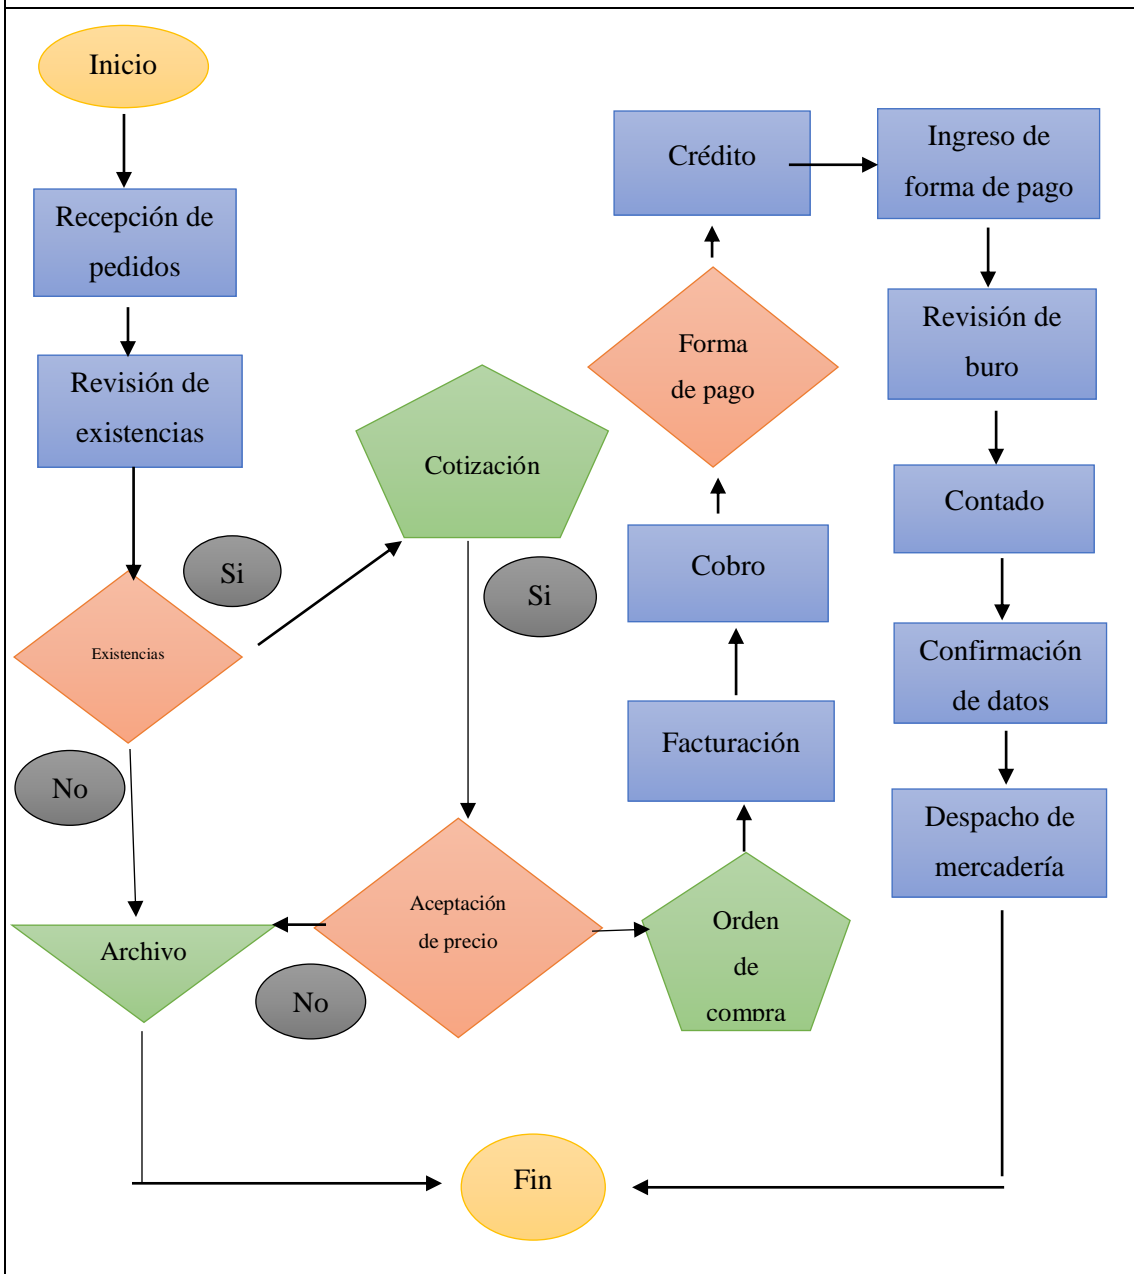 Inicio
Recepción de
pedidos
Revisión de
existencias
Si
Existencias
No
Archivo
Cotización
Si
Aceptación
de precio
No
Orden
de
compra
Facturación
Cobro
Forma
de pago
Crédito
Ingreso de
forma de pago
Revisión de
buro
Contado
Confirmación
de datos
Despacho de
mercadería
Fin